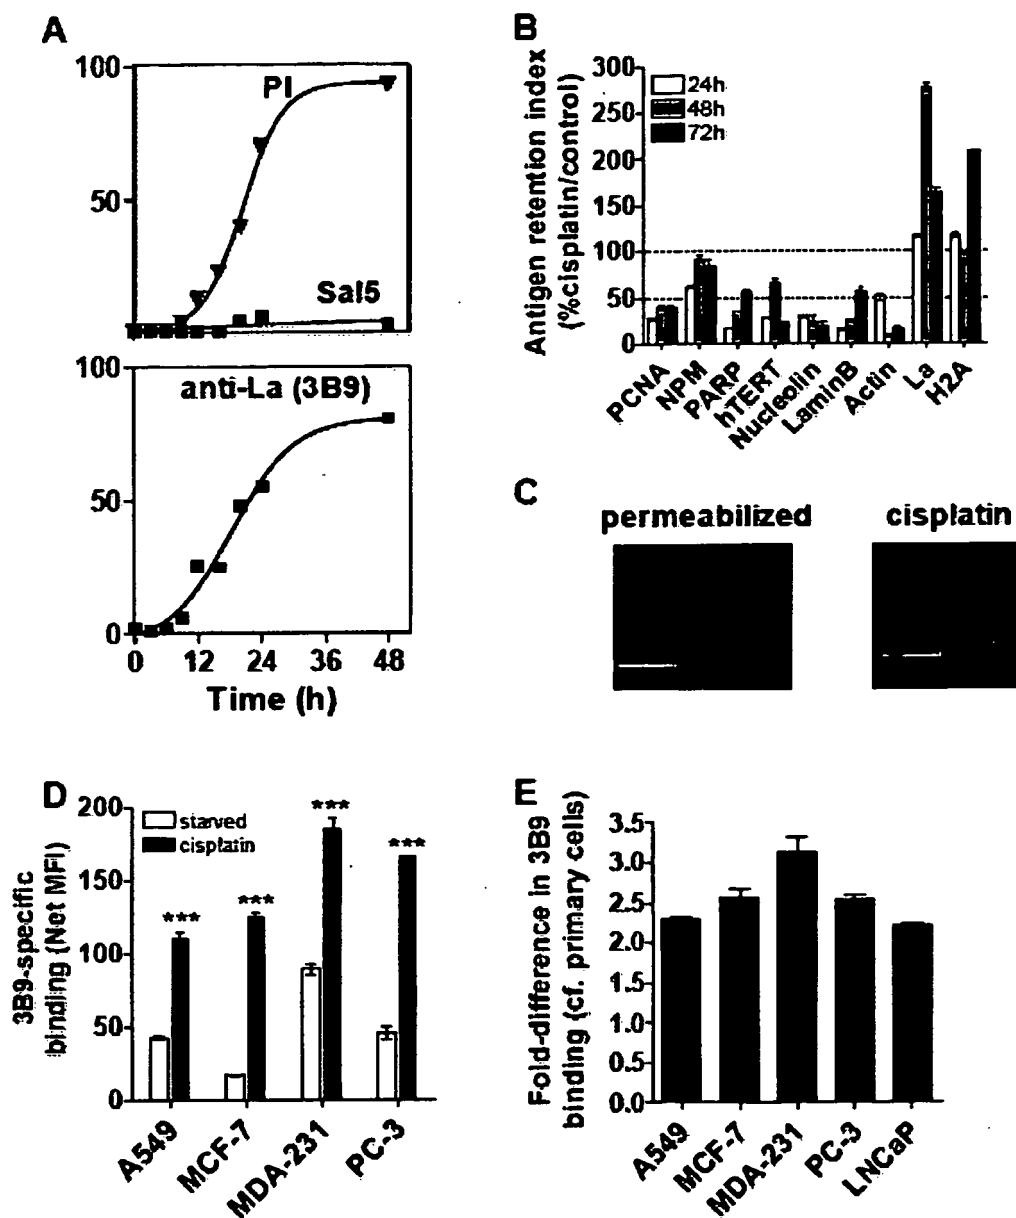 A
100
50
PI
Sal5
100
50
0
anti-La (3B9)
0 12 24 36 48
Time (h)
B
Antigen retention index
(%cisplatin/control)
300
250
200
150
100
50
0
24h
48h
72h
PCNA
NPM
PARP
hTERT
Nucleolin
LaminB
Actin
La
H2A
C
permeabilized
cisplatin
D
3B9-specific
binding (Net MFI)
200
150
100
50
0
starved
cisplatin
***
***
***
***
A549
MCF-7
MDA-231
PC-3
E
Fold-difference in 3B9
binding (cf. primary cells)
3.5
3.0
2.5
2.0
1.5
1.0
0.5
0.0
A549
MCF-7
MDA-231
PC-3
LNCaP